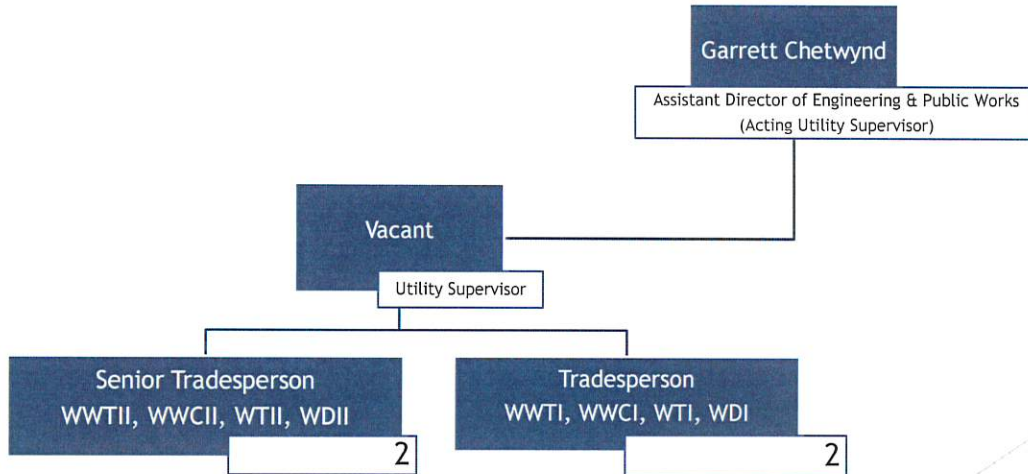 Garrett Chetwynd
Assistant Director of Engineering & Public Works
(Acting Utility Supervisor)
Vacant
Utility Supervisor
Senior Tradesperson
WWTII, WWCII, WTII, WDII
2
Tradesperson
WWTI, WWCI, WTI, WDI
2